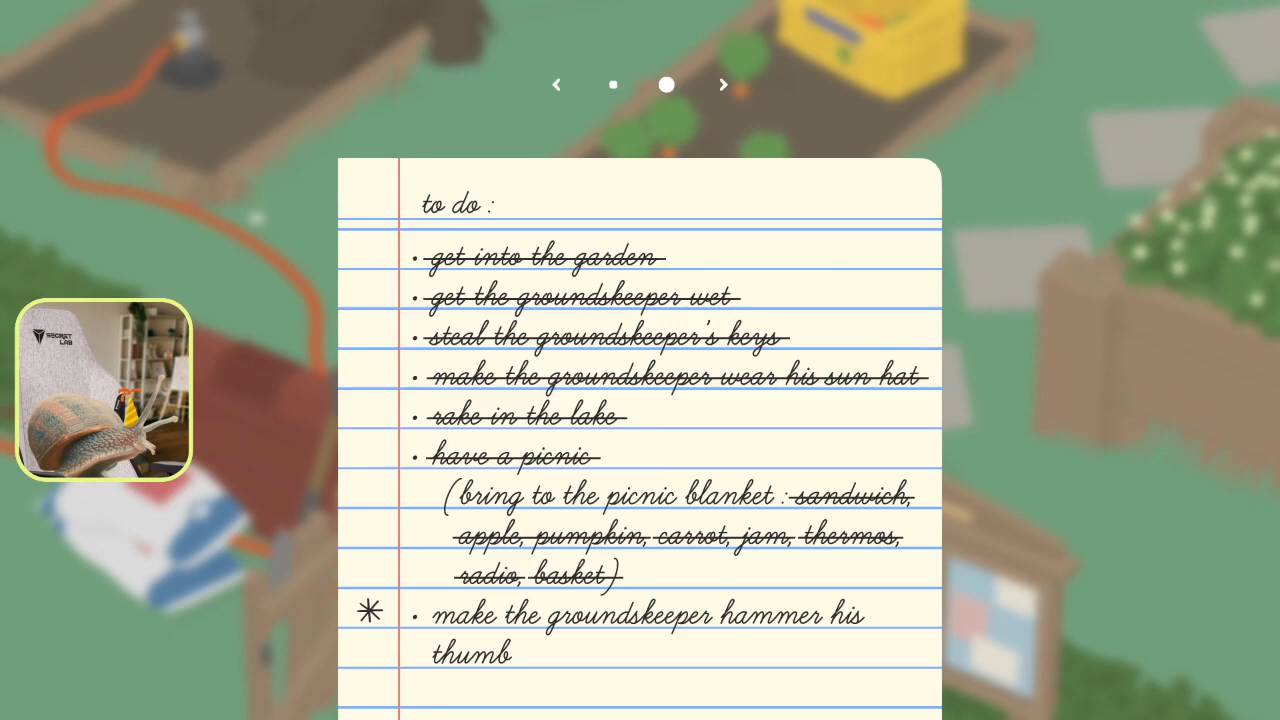 to do :
• get into the garden
• get the groundskeeper wet
• steal the groundskeeper's keys
• make the groundskeeper wear his sun hat
• rake in the lake
• have a picnic
(bring to the picnic blanket : sandwich,
apple, pumpkin, carrot, jam, thermos,
radio, basket)
• make the groundskeeper hammer his
thumb
SECRET
LAB